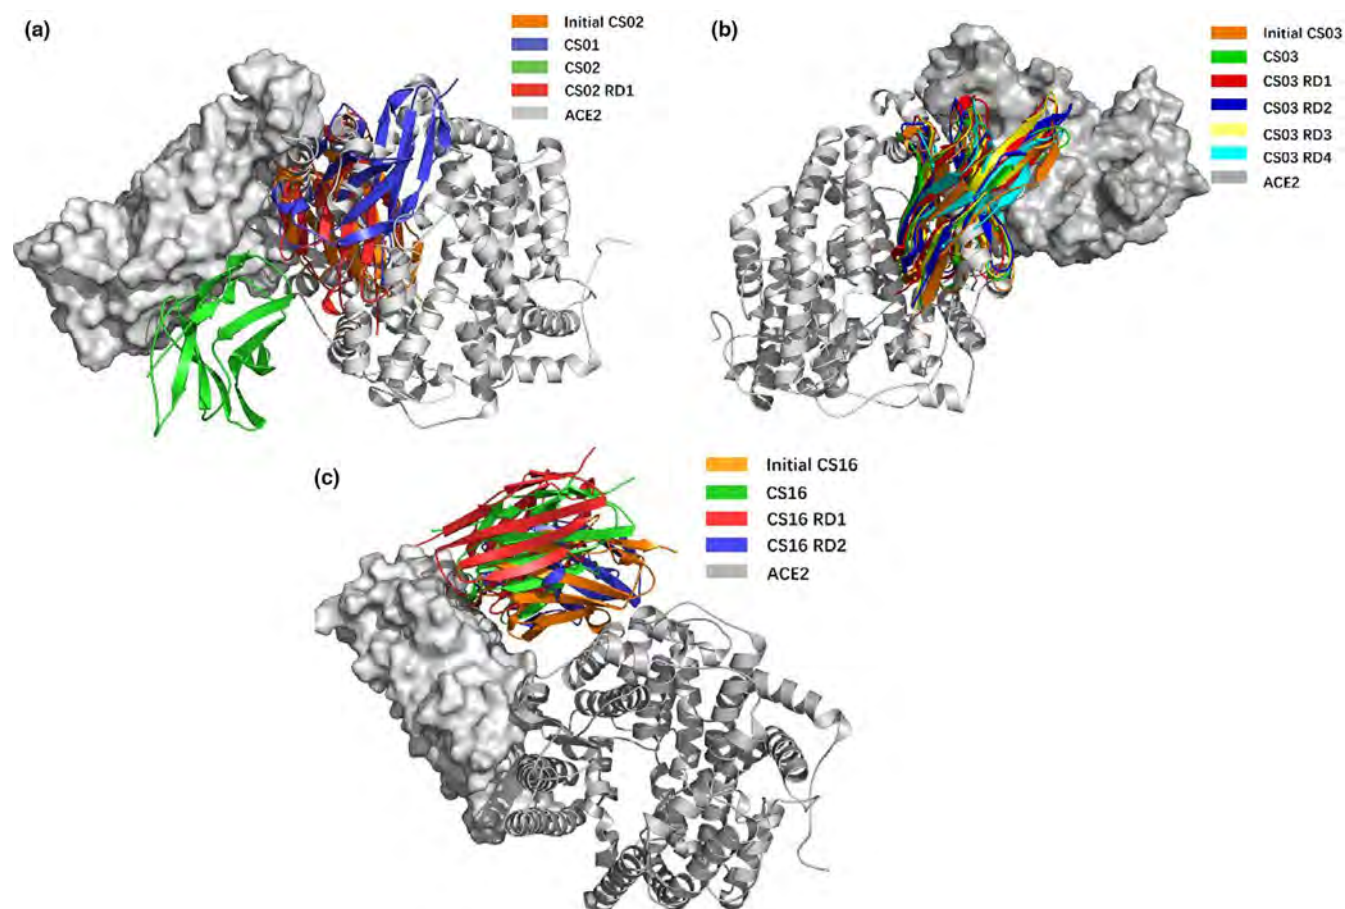 (a)
Initial CS02
CS01
CS02
CS02 RD1
ACE2
(b)
Initial CS03
CS03
CS03 RD1
CS03 RD2
CS03 RD3
CS03 RD4
ACE2
(c)
Initial CS16
CS16
CS16 RD1
CS16 RD2
ACE2